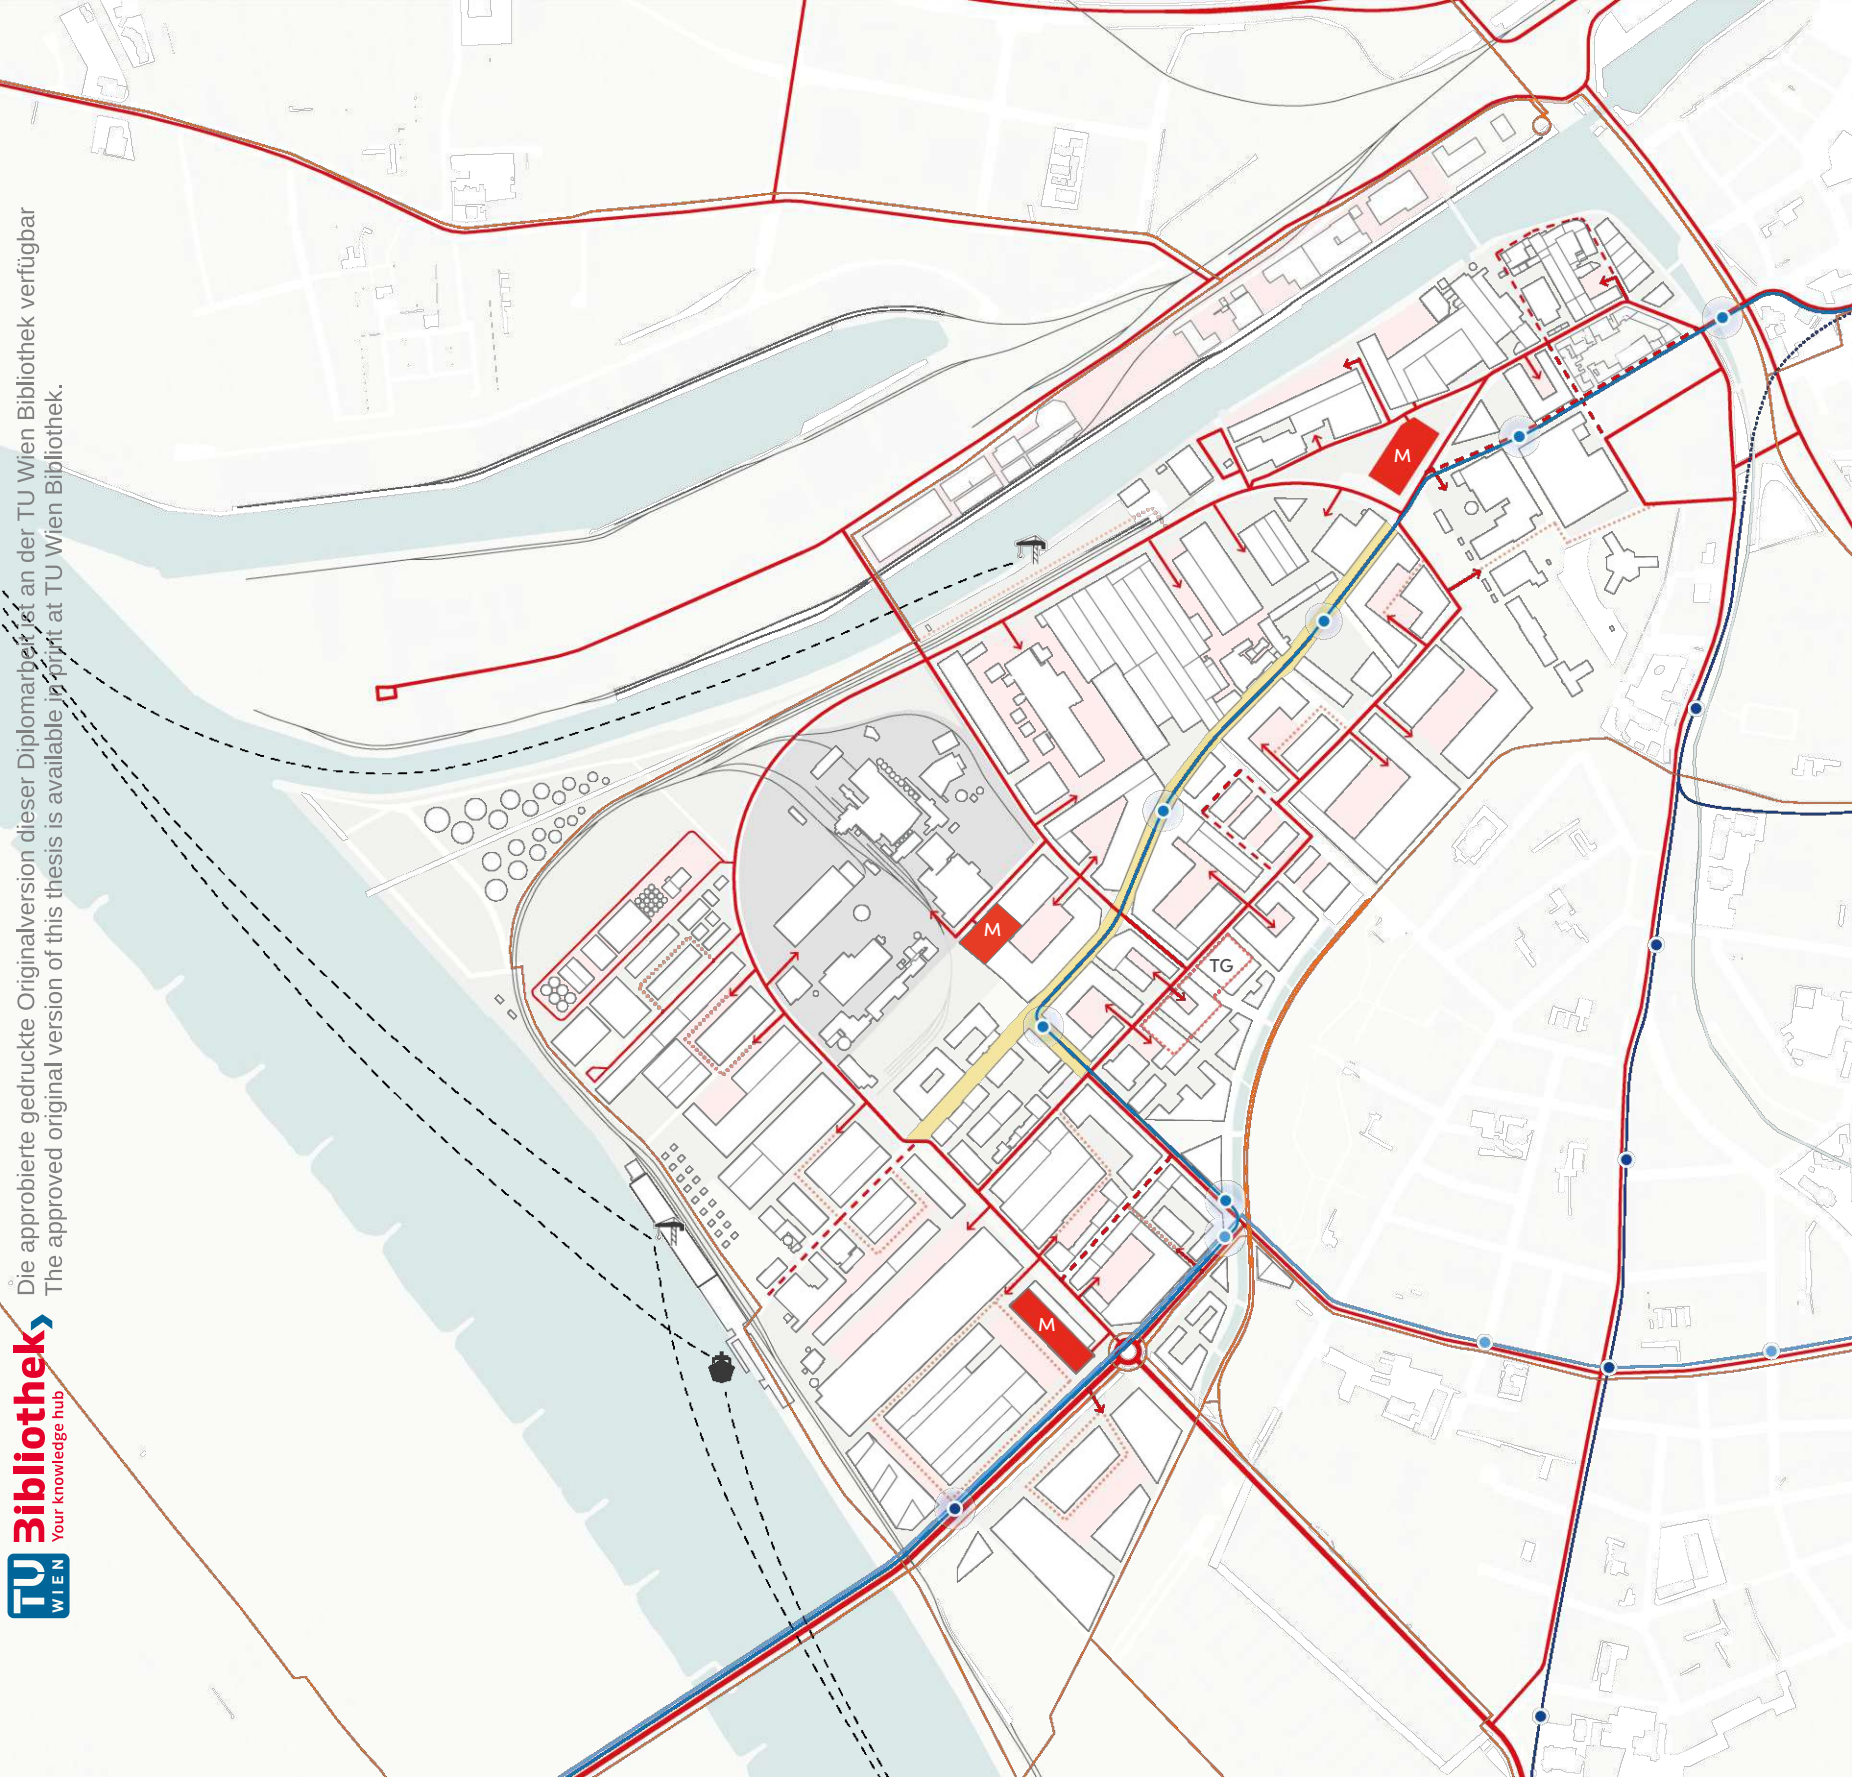 Die approbierte gedruckte Originalversion dieser Diplomarbeit ist an der TU Wien Bibliothek verfügbar
The approved original version of this thesis is available in print at TU Wien Bibliothek.
TU WIEN Bibliothek
Your knowledge hub
M
M
TG
M